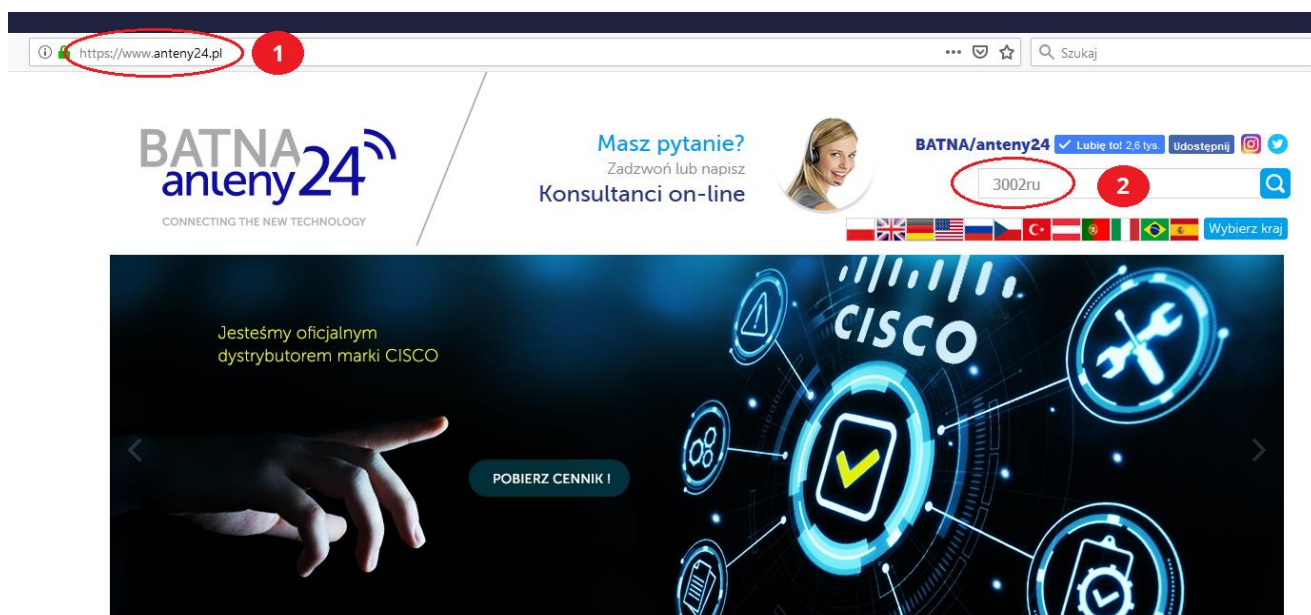 https://www.anteny24.pl
1
Szukaj
BATNA
anteny 24
CONNECTING THE NEW TECHNOLOGY
Masz pytanie?
Zadzwoń lub napisz
Konsultanci on-line
BATNA/anteny24
Lubię to! 2,6 tys.
Udostępnij
3002ru
2
Wybierz kraj
Jesteśmy oficjalnym
dystrybutorem marki CISCO
CISCO
POBIERZ CENNIK !